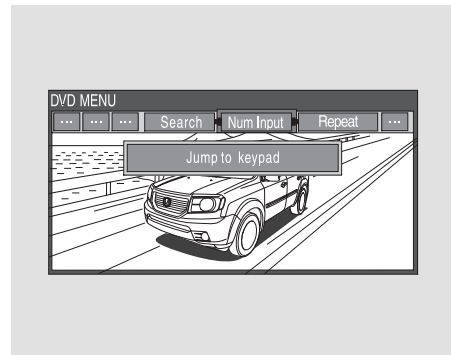 DVD MENU
... ... ... Search Num Input Repeat ...
Jump to keypad